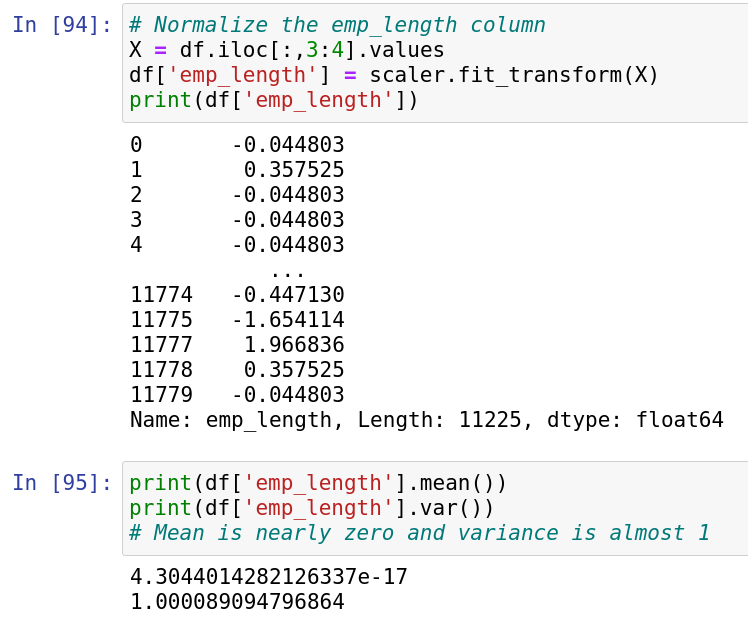 In [94]: # Normalize the emp_length column
X = df.iloc[:,3:4].values
df['emp_length'] = scaler.fit_transform(X)
print(df['emp_length'])
0       -0.044803
1        0.357525
2       -0.044803
3       -0.044803
4       -0.044803
           ...
11774   -0.447130
11775   -1.654114
11777    1.966836
11778    0.357525
11779   -0.044803
Name: emp_length, Length: 11225, dtype: float64
In [95]: print(df['emp_length'].mean())
print(df['emp_length'].var())
# Mean is nearly zero and variance is almost 1
4.3044014282126337e-17
1.000089094796864